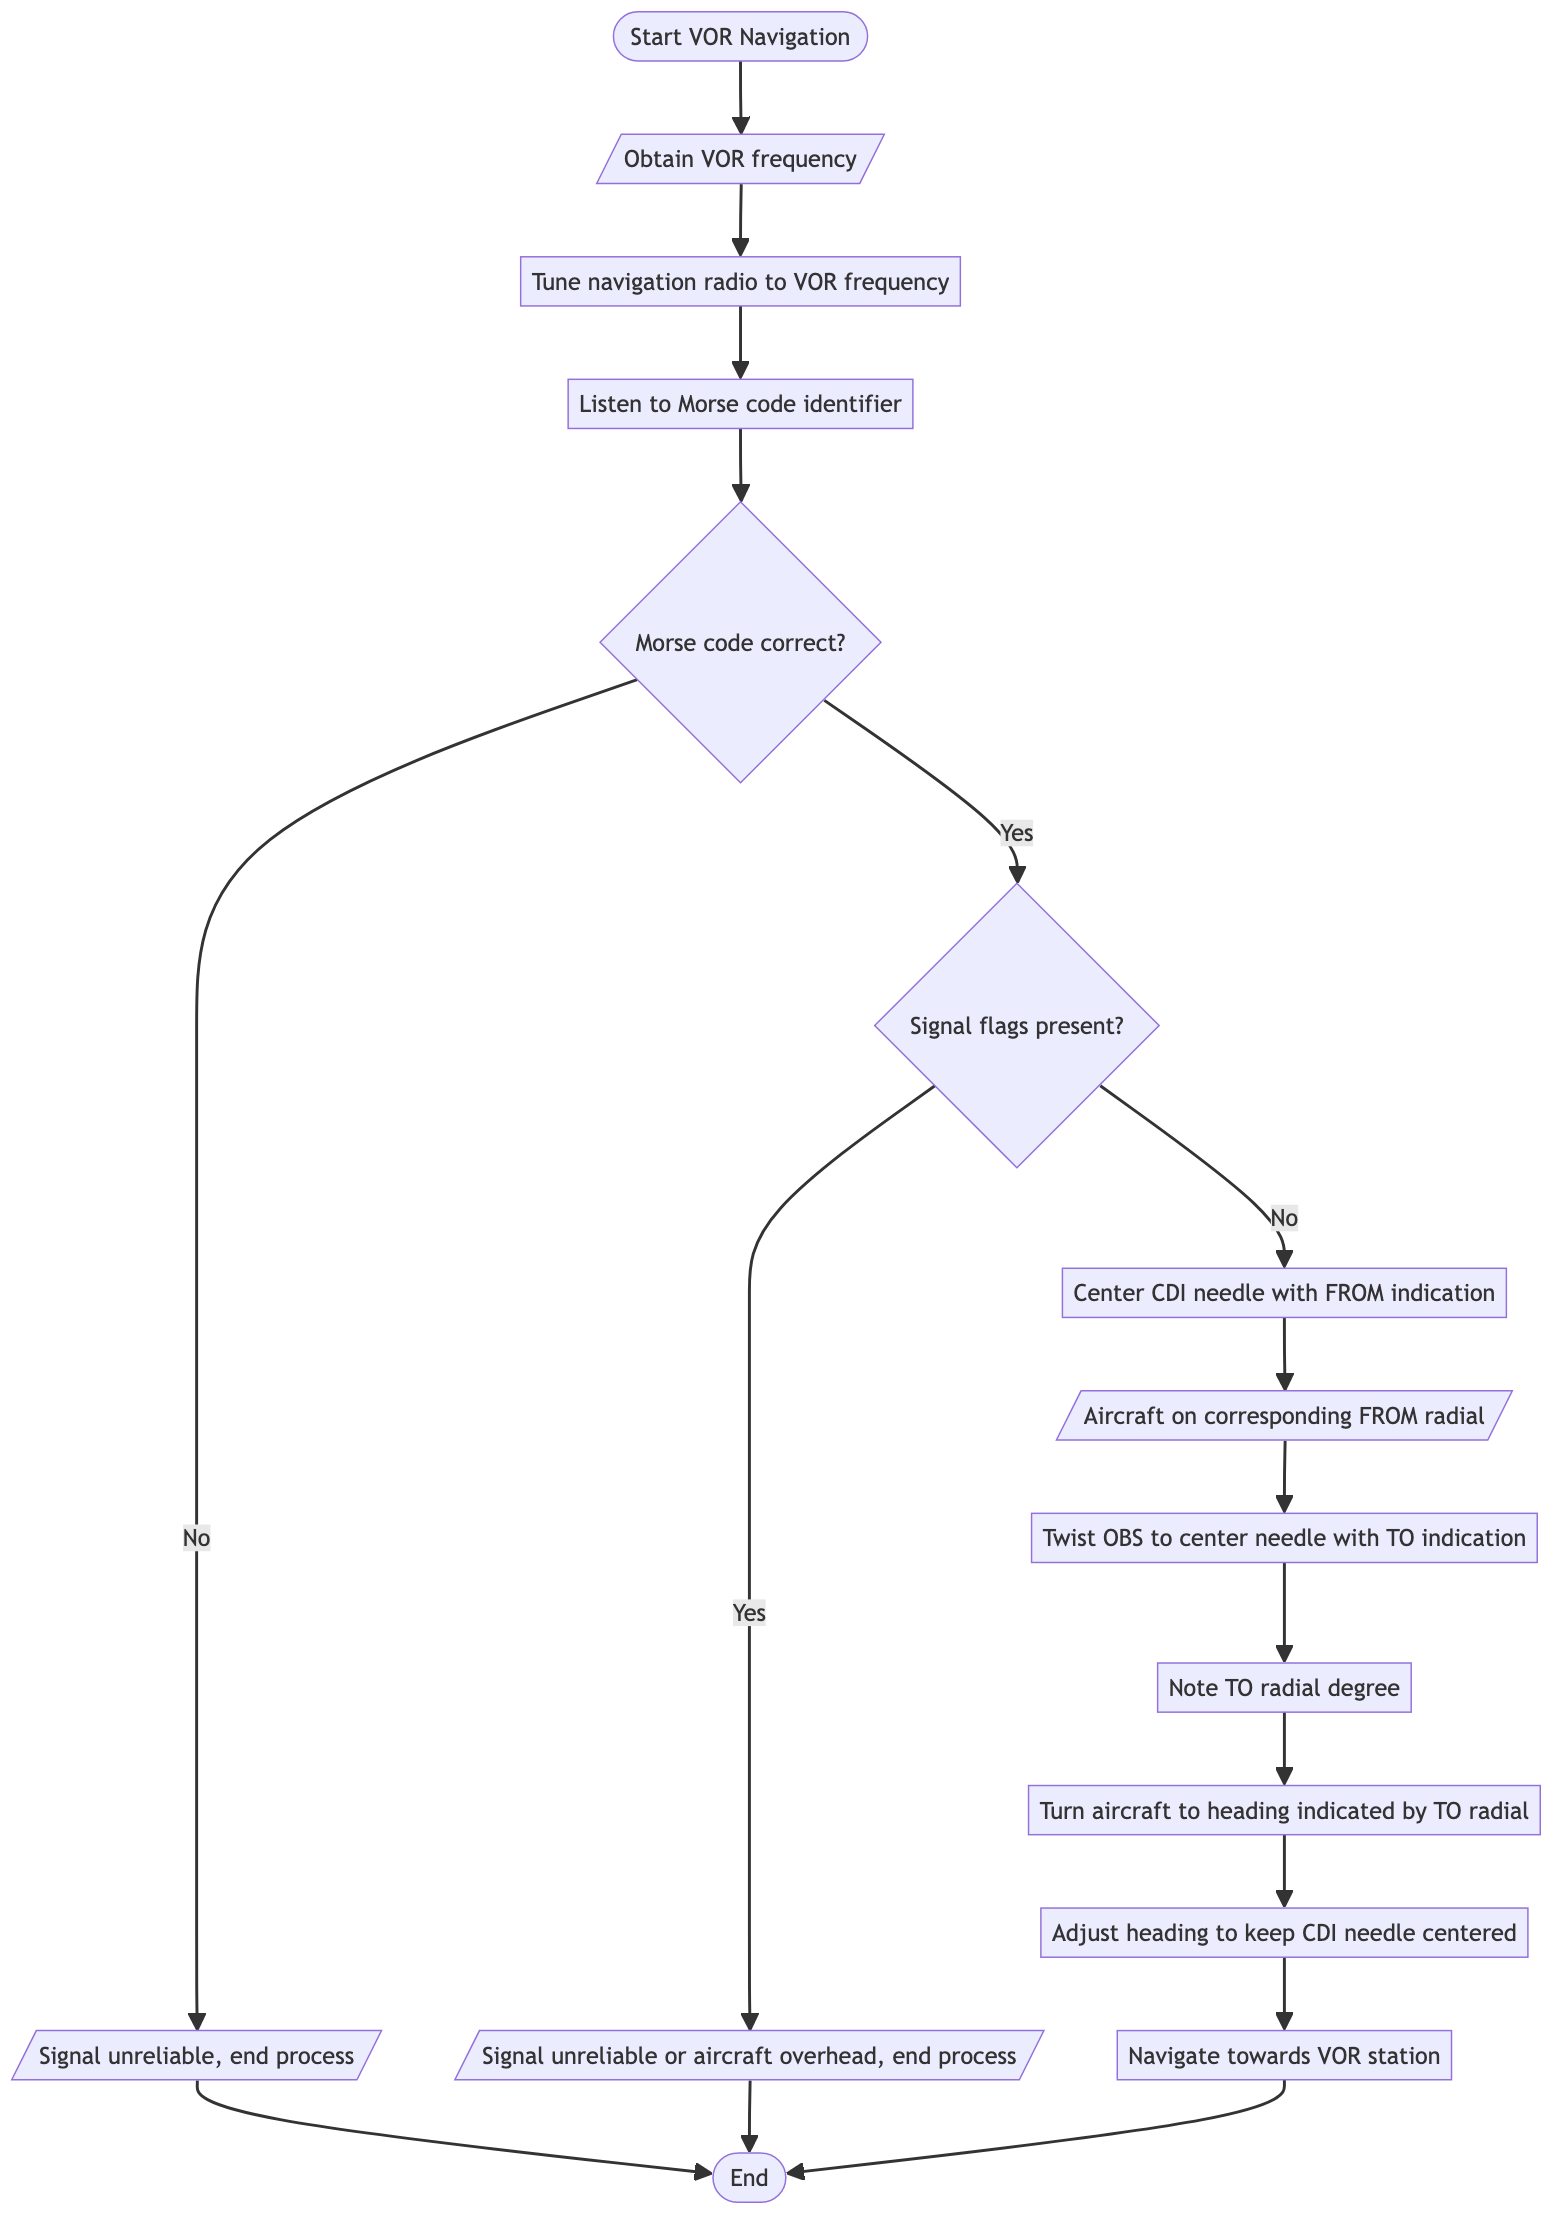 Start VOR Navigation
Obtain VOR frequency
Tune navigation radio to VOR frequency
Listen to Morse code identifier
Morse code correct?
Yes
Signal flags present?
No
Center CDI needle with FROM indication
Aircraft on corresponding FROM radial
No
Twist OBS to center needle with TO indication
Yes
Note TO radial degree
Turn aircraft to heading indicated by TO radial
Adjust heading to keep CDI needle centered
Signal unreliable, end process
Signal unreliable or aircraft overhead, end process
Navigate towards VOR station
End